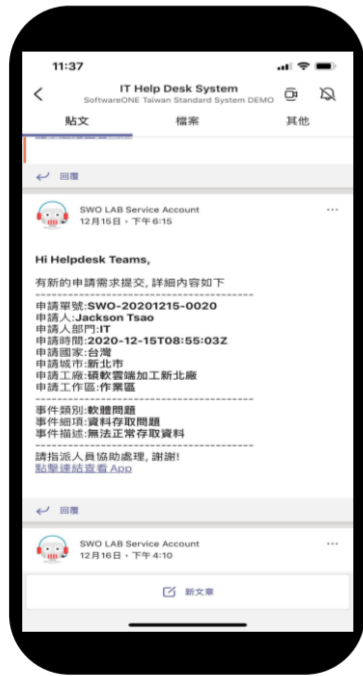 11:37
IT Help Desk System
SoftwareONE Taiwan Standard System DEMO
貼文 檔案 其他
回覆
SWO LAB Service Account
12月15日,下午6:15
Hi Helpdesk Teams,
有新的申請需求提交, 詳細內容如下
--------------------------------------------------
申請單號:SWO-20201215-0020
申請人:Jackson Tsao
申請人部門:IT
申請時間:2020-12-15T08:55:03Z
申請國家:台灣
申請城市:新北市
申請工廠:碩軟雲端加工新北廠
申請工作區:作業區
--------------------------------------------------
事件類別:軟體問題
事件細項:資料存取問題
事件描述:無法正常存取資料
--------------------------------------------------
請指派人員協助處理, 謝謝!
點擊連結查看 App
回覆
SWO LAB Service Account
12月16日,下午4:10
新文章